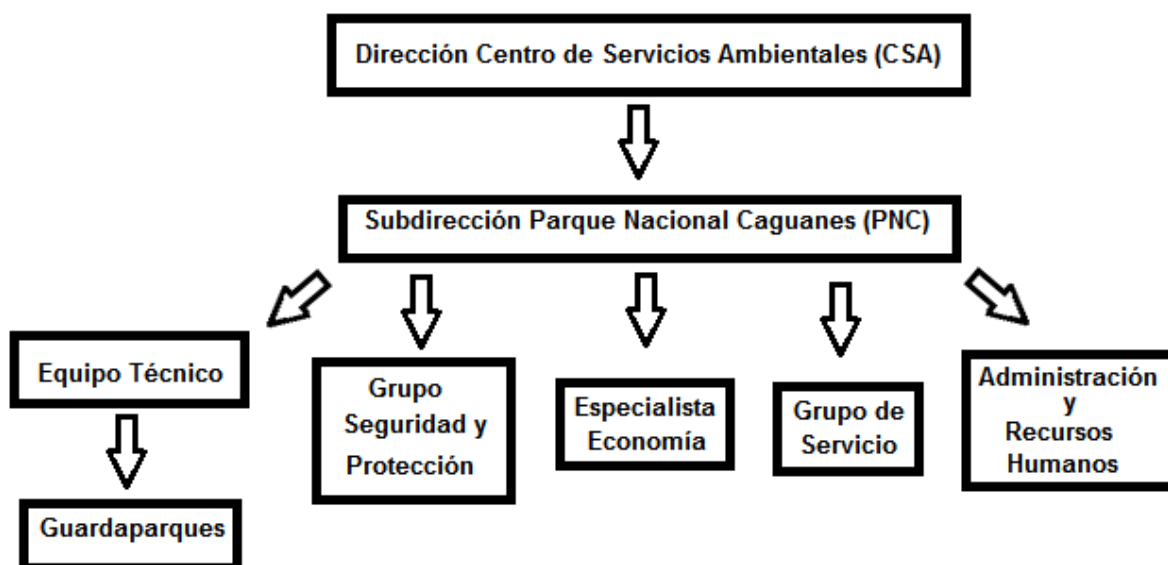 Dirección Centro de Servicios Ambientales (CSA)
Subdirección Parque Nacional Caguanes (PNC)
Equipo Técnico
Grupo
Seguridad y
Protección
Especialista
Economía
Grupo de
Servicio
Administración
y
Recursos
Humanos
Guardaparques